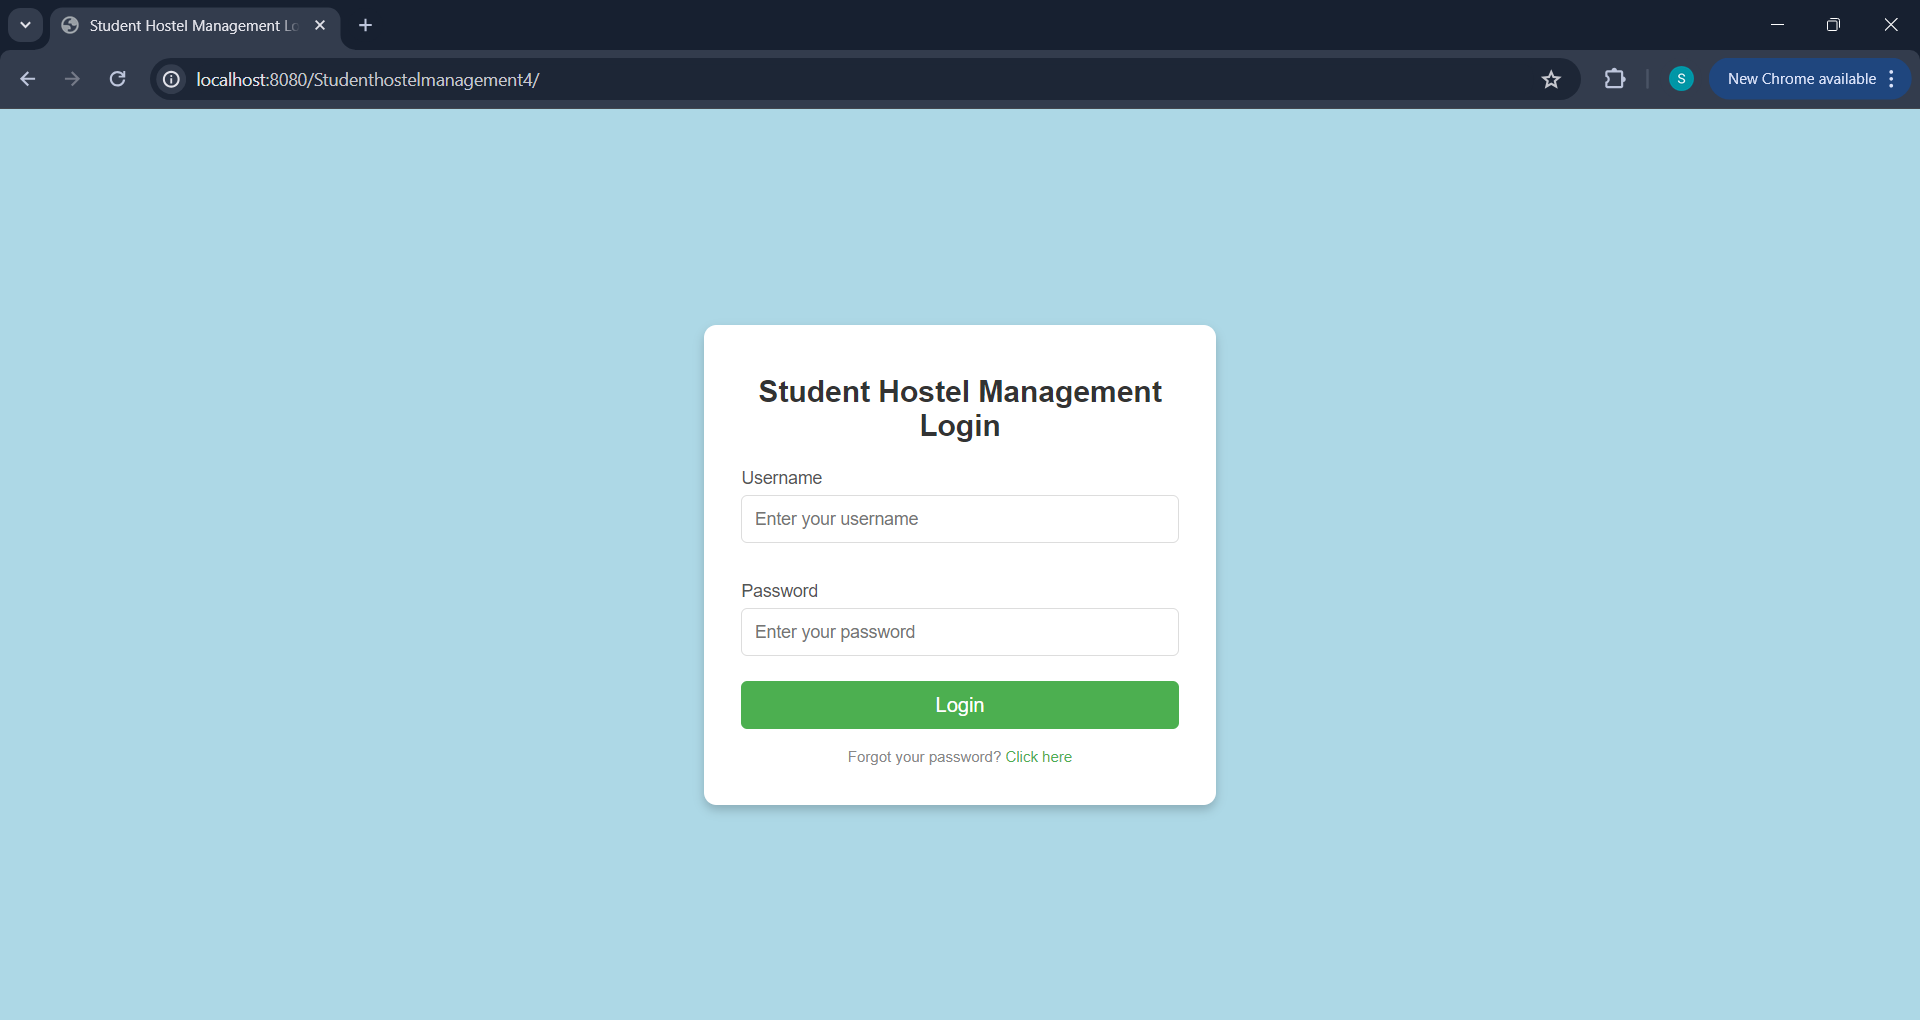 Student Hostel Management Lo
localhost:8080/Studenthostelmanagement4/
S
New Chrome available
Student Hostel Management
Login
Username
Enter your username
Password
Enter your password
Login
Forgot your password? Click here